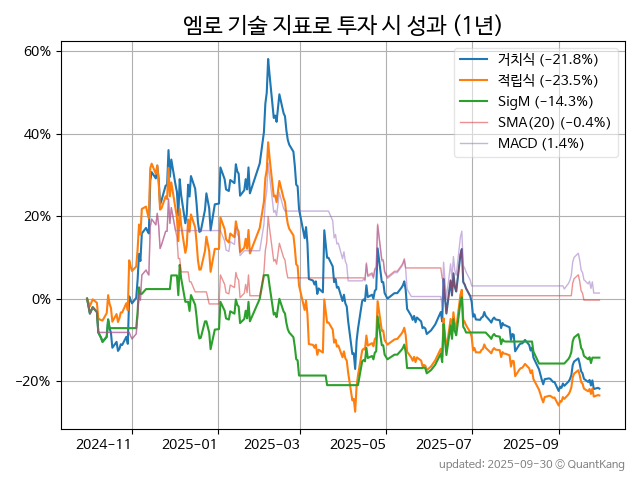 엠로 기술 지표로 투자 시 성과 (1년)
거치식 (−21.8%)
적립식 (−23.5%)
SigM (−14.3%)
SMA(20) (−0.4%)
MACD (1.4%)
60%
40%
20%
0%
−20%
2024-11 2025-01 2025-03 2025-05 2025-07 2025-09
updated: 2025-09-30 © QuantKang